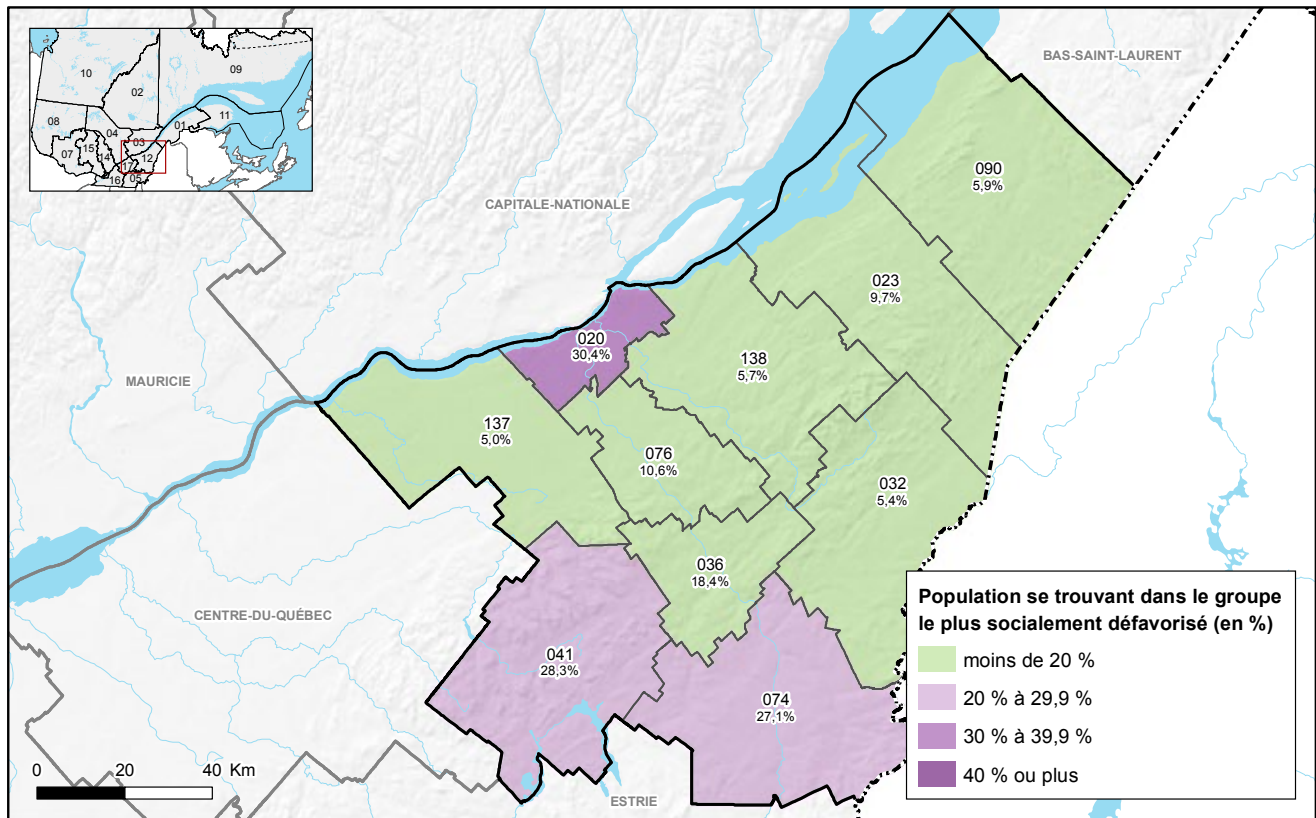 10
09
02
08
11
04
01
03
15
07
14
12
17
16
05
BAS-SAINT-LAURENT
090
5,9%
CAPITALE-NATIONALE
023
9,7%
020
30,4%
138
5,7%
MAURICIE
137
5,0%
076
10,6%
032
5,4%
036
18,4%
CENTRE-DU-QUÉBEC
041
28,3%
074
27,1%
ESTRIE
0 20 40 Km
Population se trouvant dans le groupe
le plus socialement défavorisé (en %)
moins de 20 %
20 % à 29,9 %
30 % à 39,9 %
40 % ou plus